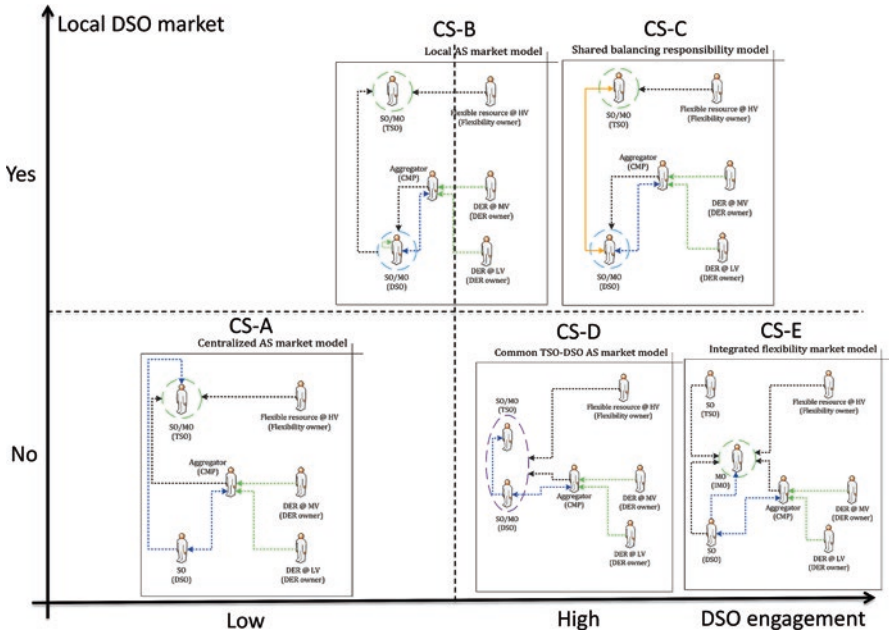 Local DSO market
CS-B
Local AS market model
SO/MO
(TSO)
Flexible resource @ HV
(Flexibility owner)
Aggregator
(CMP)
DER @ MV
(DER owner)
SO/MO
(DSO)
DER @ LV
(DER owner)
CS-C
Shared balancing responsibility model
SO/MO
(TSO)
Flexible resource @ HV
(Flexibility owner)
Aggregator
(CMP)
DER @ MV
(DER owner)
SO/MO
(DSO)
DER @ LV
(DER owner)
Yes
CS-A
Centralized AS market model
SO/MO
(TSO)
Flexible resource @ HV
(Flexibility owner)
Aggregator
(CMP)
DER @ MV
(DER owner)
SO
(DSO)
DER @ LV
(DER owner)
CS-D
Common TSO-DSO AS market model
SO/MO
(TSO)
Flexible resource @ HV
(Flexibility owner)
SO/MO
(DSO)
Aggregator
(CMP)
DER @ MV
(DER owner)
DER @ LV
(DER owner)
CS-E
Integrated flexibility market model
SO
(TSO)
Flexible resource @ HV
(Flexibility owner)
MO
(IMO)
Aggregator
(CMP)
DER @ MV
(DER owner)
SO
(DSO)
DER @ LV
(DER owner)
No
Low
High
DSO engagement